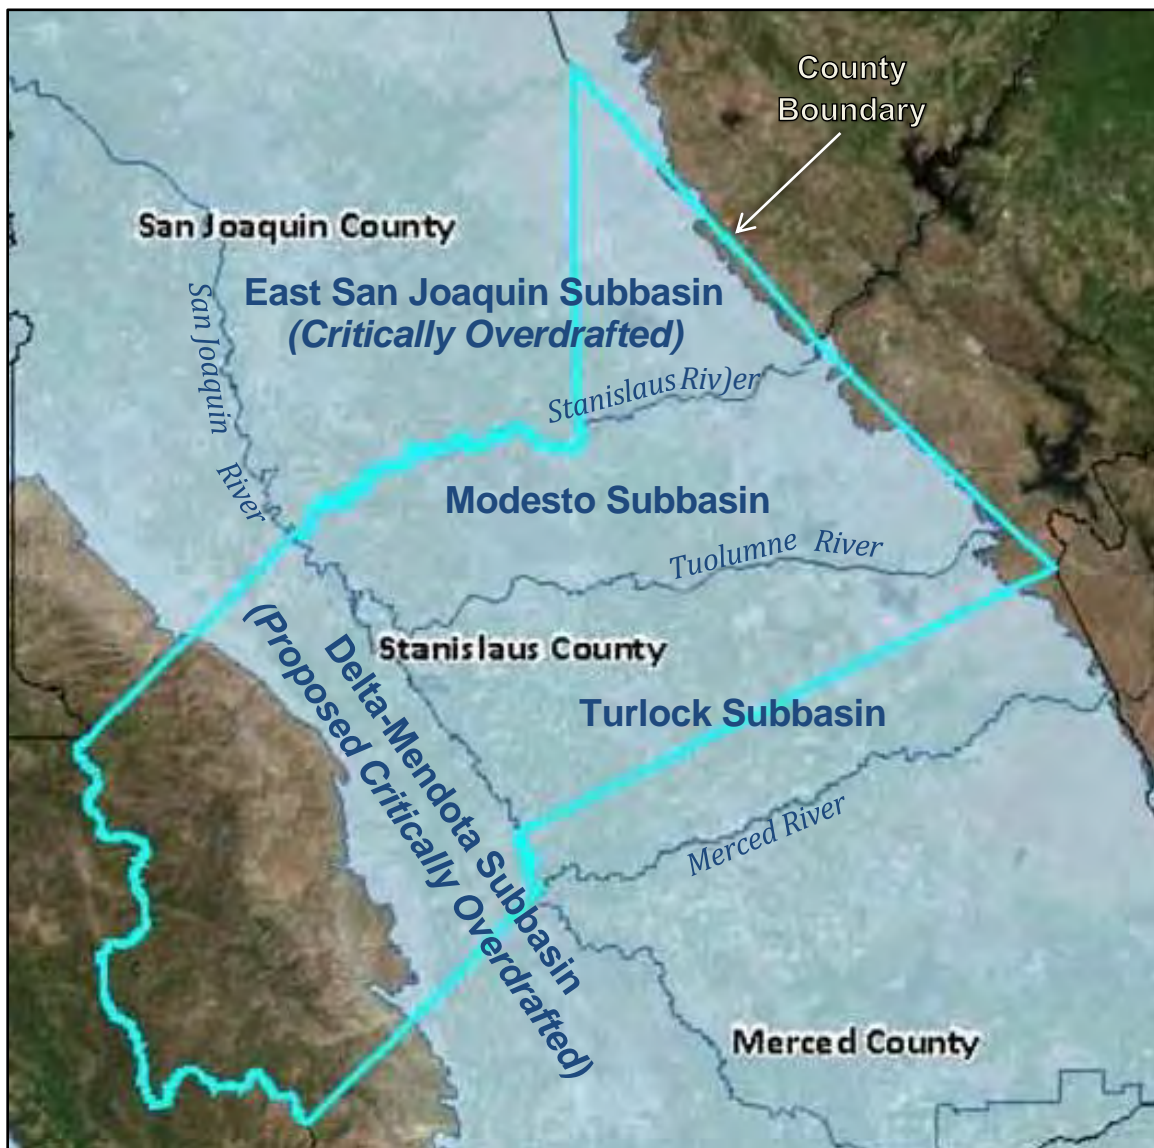 County
Boundary
San Joaquin County
East San Joaquin Subbasin
(Critically Overdrafted)
San Joaquin River
Stanislaus Riv)er
Modesto Subbasin
Tuolumne River
Stanislaus County
Delta-Mendota Subbasin
(Proposed Critically Overdrafted)
Turlock Subbasin
Merced River
Merced County